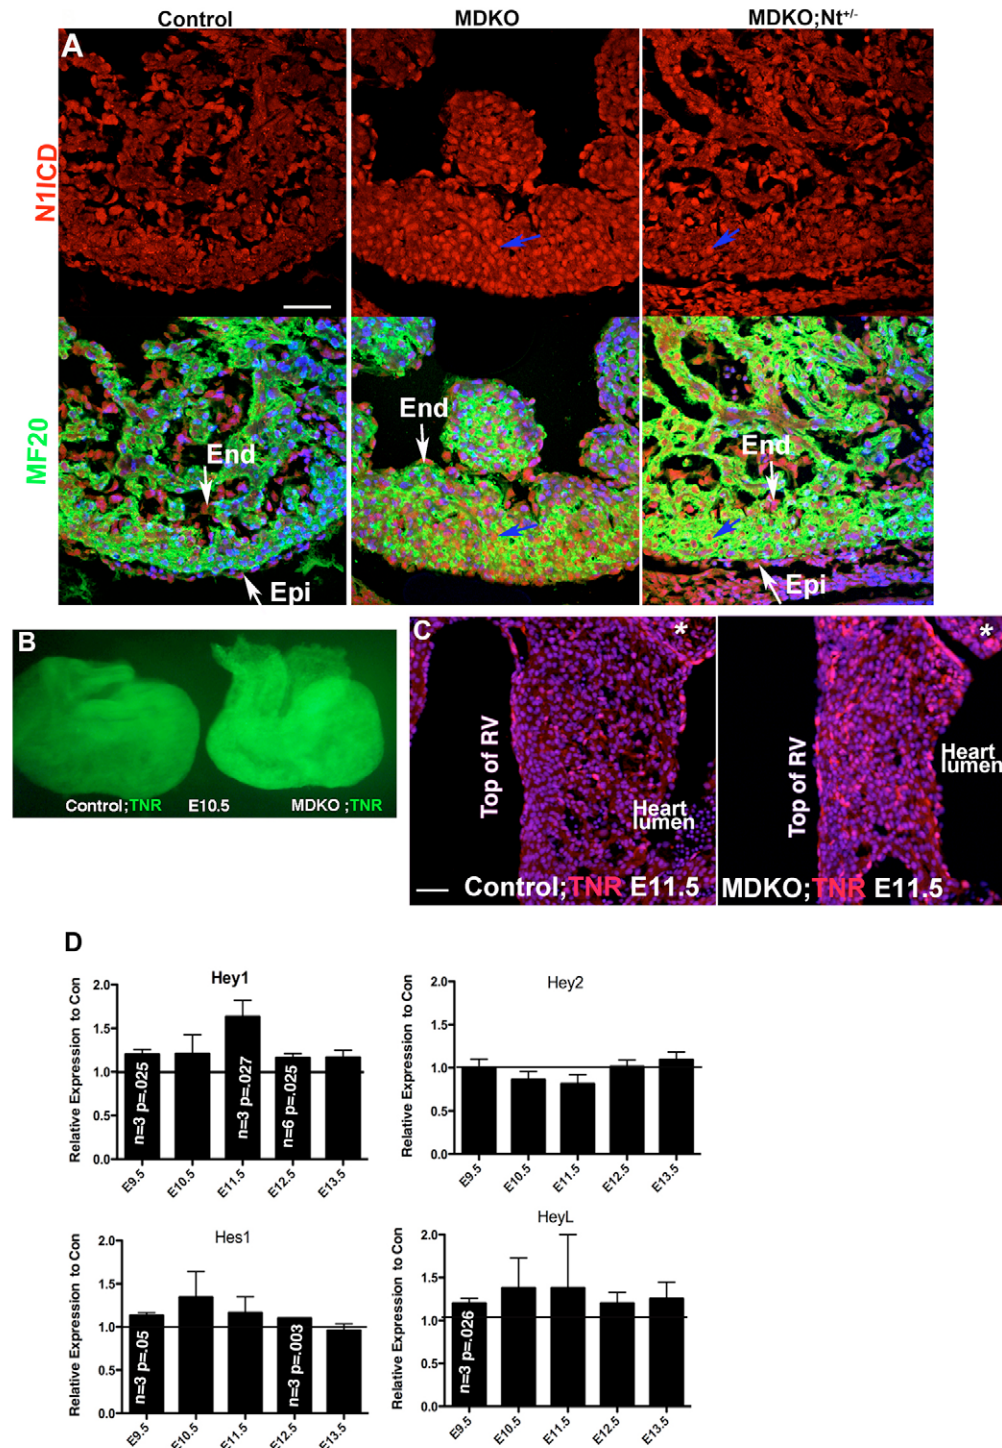 Control MDKO MDKO;Nt+/-
A
N1ICD
MF20
End
End
End
Epi
Epi
B
Control;TNR E10.5 MDKO ;TNR
C
*
*
Top of RV
Heart
lumen
Top of RV
Heart
lumen
Control;TNR E11.5
MDKO;TNR E11.5
D
Hey1
Relative Expression to Con
2.0
1.5
1.0
0.5
0.0
n=3 p=.025
n=3 p=.027
n=6 p=.025
E9.5
E10.5
E11.5
E12.5
E13.5
Hey2
Relative Expression to Con
2.0
1.5
1.0
0.5
0.0
E9.5
E10.5
E11.5
E12.5
E13.5
Hes1
Relative Expression to Con
2.0
1.5
1.0
0.5
0.0
n=3 p=.05
n=3 p=.003
E9.5
E10.5
E11.5
E12.5
E13.5
HeyL
Relative Expression to Con
2.0
1.5
1.0
0.5
0.0
n=3 p=.026
E9.5
E10.5
E11.5
E12.5
E13.5